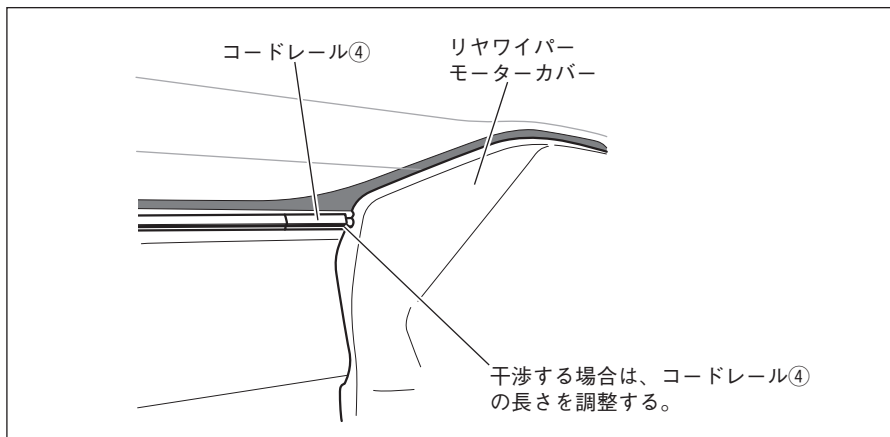 コードレール④
リヤワイパー
モーターカバー
干渉する場合は、コードレール④
の長さを調整する。